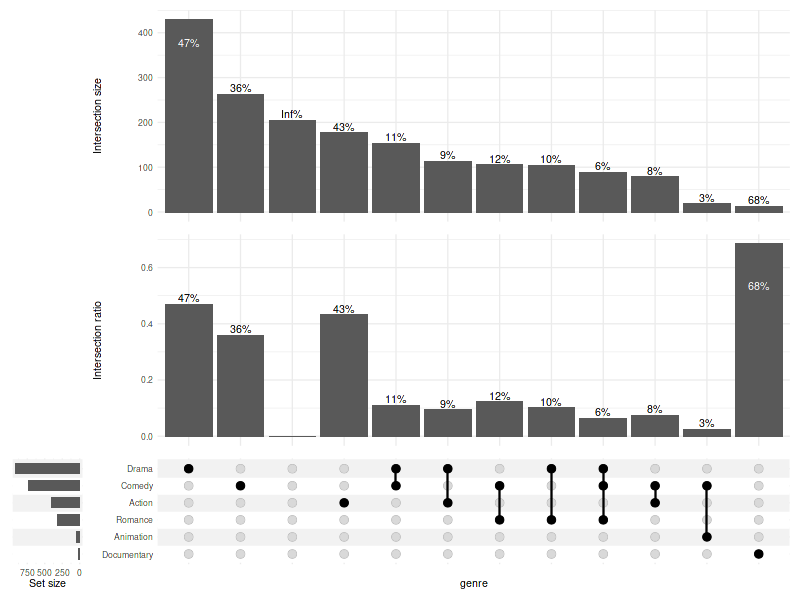 Intersection size
400
300
200
100
0
47%
36%
Inf%
43%
11%
9%
12%
10%
6%
8%
3%
68%
Intersection ratio
0.6
0.4
0.2
0.0
47%
36%
43%
11%
9%
12%
10%
6%
8%
3%
68%
Drama
Comedy
Action
Romance
Animation
Documentary
750 500 250 0
Set size
genre